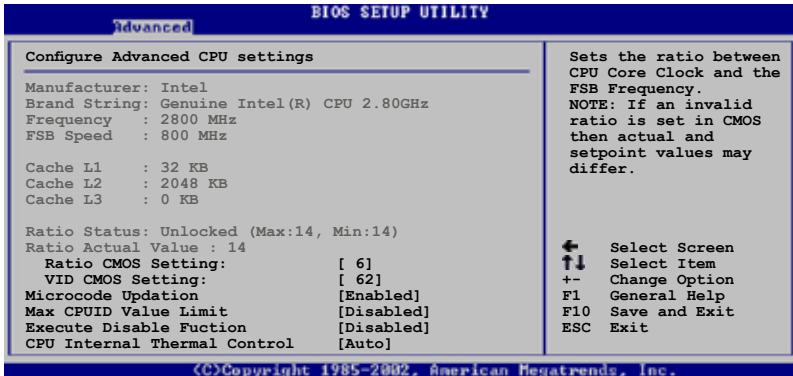 BIOS SETUP UTILITY
Advanced
Configure Advanced CPU settings
Manufacturer: Intel
Brand String: Genuine Intel(R) CPU 2.80GHz
Frequency : 2800 MHz
FSB Speed : 800 MHz
Cache L1 : 32 KB
Cache L2 : 2048 KB
Cache L3 : 0 KB
Ratio Status: Unlocked (Max:14, Min:14)
Ratio Actual Value : 14
Ratio CMOS Setting: [ 6]
VID CMOS Setting: [ 62]
Microcode Updation [Enabled]
Max CPUID Value Limit [Disabled]
Execute Disable Fuction [Disabled]
CPU Internal Thermal Control [Auto]
Sets the ratio between
CPU Core Clock and the
FSB Frequency.
NOTE: If an invalid
ratio is set in CMOS
then actual and
setpoint values may
differ.
← Select Screen
↑↓ Select Item
+- Change Option
F1 General Help
F10 Save and Exit
ESC Exit
(C)Copyright 1985-2002, American Megatrends, Inc.